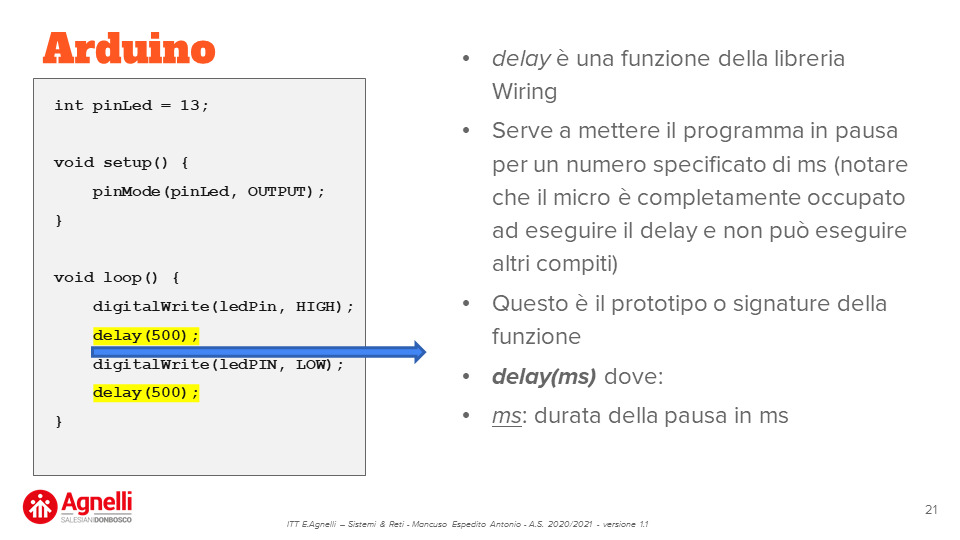 Arduino
int pinLed = 13;
void setup() {
pinMode(pinLed, OUTPUT);
}
void loop() {
digitalWrite(ledPin, HIGH);
delay(500);
digitalWrite(ledPIN, LOW);
delay(500);
}
• delay è una funzione della libreria
Wiring
• Serve a mettere il programma in pausa
per un numero specificato di ms (notare
che il micro è completamente occupato
ad eseguire il delay e non può eseguire
altri compiti)
• Questo è il prototipo o signature della
funzione
• delay(ms) dove:
• ms: durata della pausa in ms
Agnelli
SALESIANI DONBOSCO
ITT E.Agnelli – Sistemi & Reti - Mancuso Espedito Antonio - A.S. 2020/2021 - versione 1.1
21